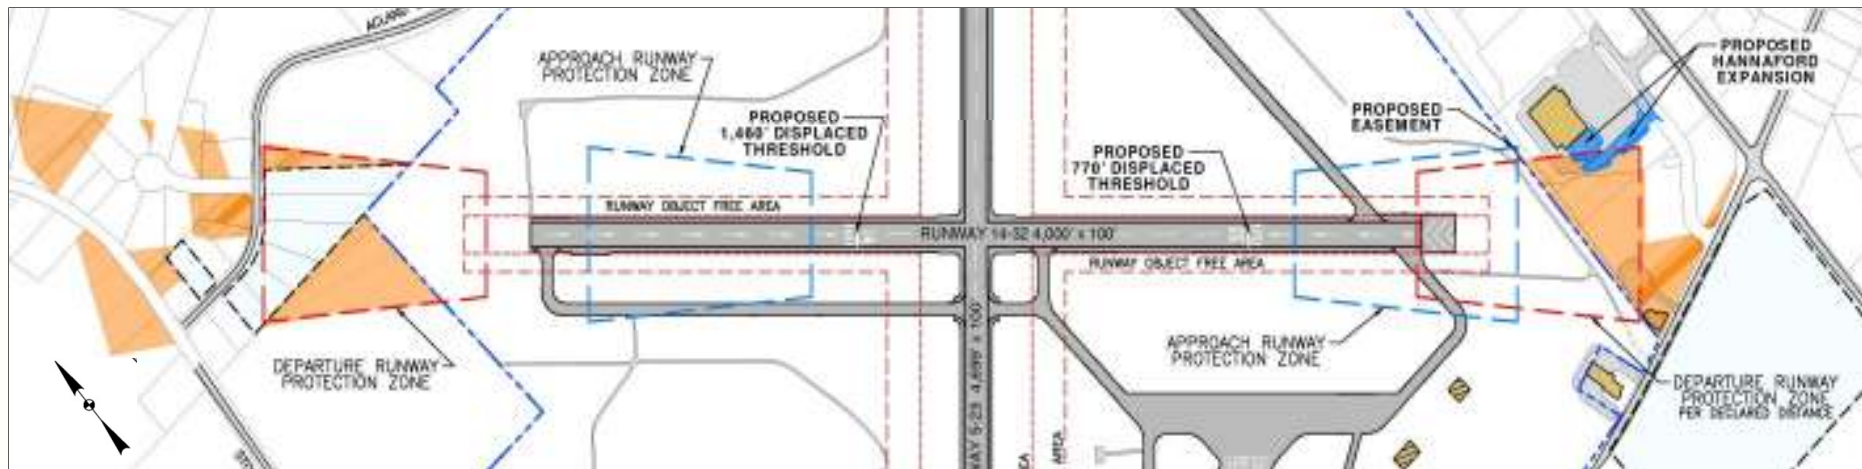 APPROACH RUNWAY
PROTECTION ZONE
PROPOSED
1,460' DISPLACED
THRESHOLD
PROPOSED
HANNAFORD
EXPANSION
PROPOSED
EASEMENT
PROPOSED
770' DISPLACED
THRESHOLD
RUNWAY OBJECT FREE AREA
RUNWAY 14-32 4,000' x 100'
RUNWAY OBJECT FREE AREA
DEPARTURE RUNWAY
PROTECTION ZONE
APPROACH RUNWAY
PROTECTION ZONE
DEPARTURE RUNWAY
PROTECTION ZONE
PER DECLARED DISTANCE
AREA